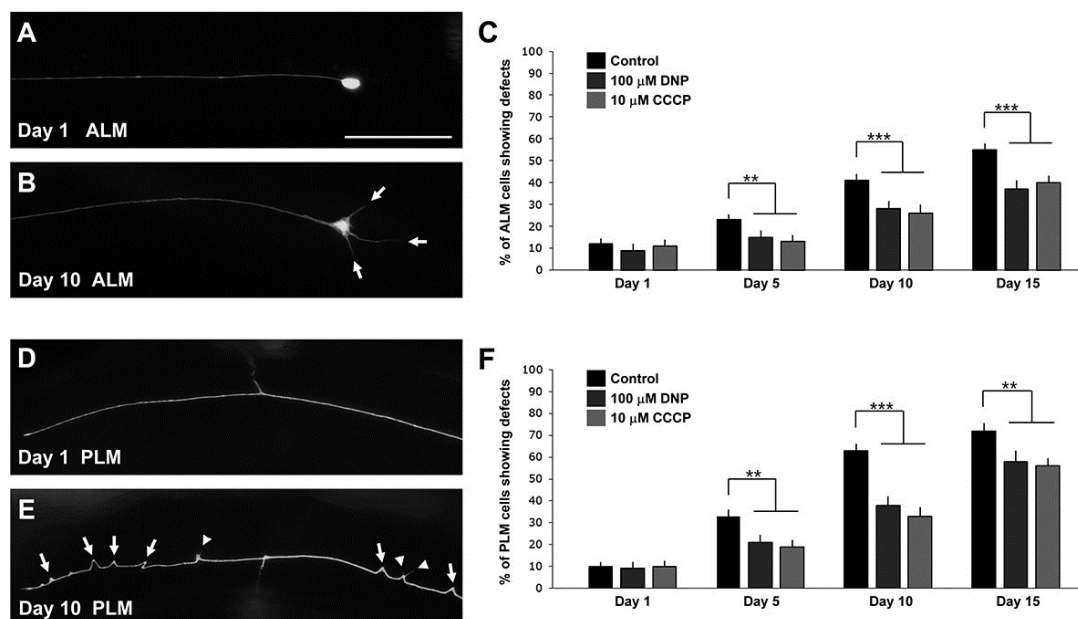 A
Day 1 ALM
B
Day 10 ALM
C
% of ALM cells showing defects
100
90
80
70
60
50
40
30
20
10
0
Control
100 µM DNP
10 µM CCCP
**
***
***
Day 1
Day 5
Day 10
Day 15
D
Day 1 PLM
E
Day 10 PLM
F
% of PLM cells showing defects
100
90
80
70
60
50
40
30
20
10
0
Control
100 µM DNP
10 µM CCCP
**
***
**
Day 1
Day 5
Day 10
Day 15